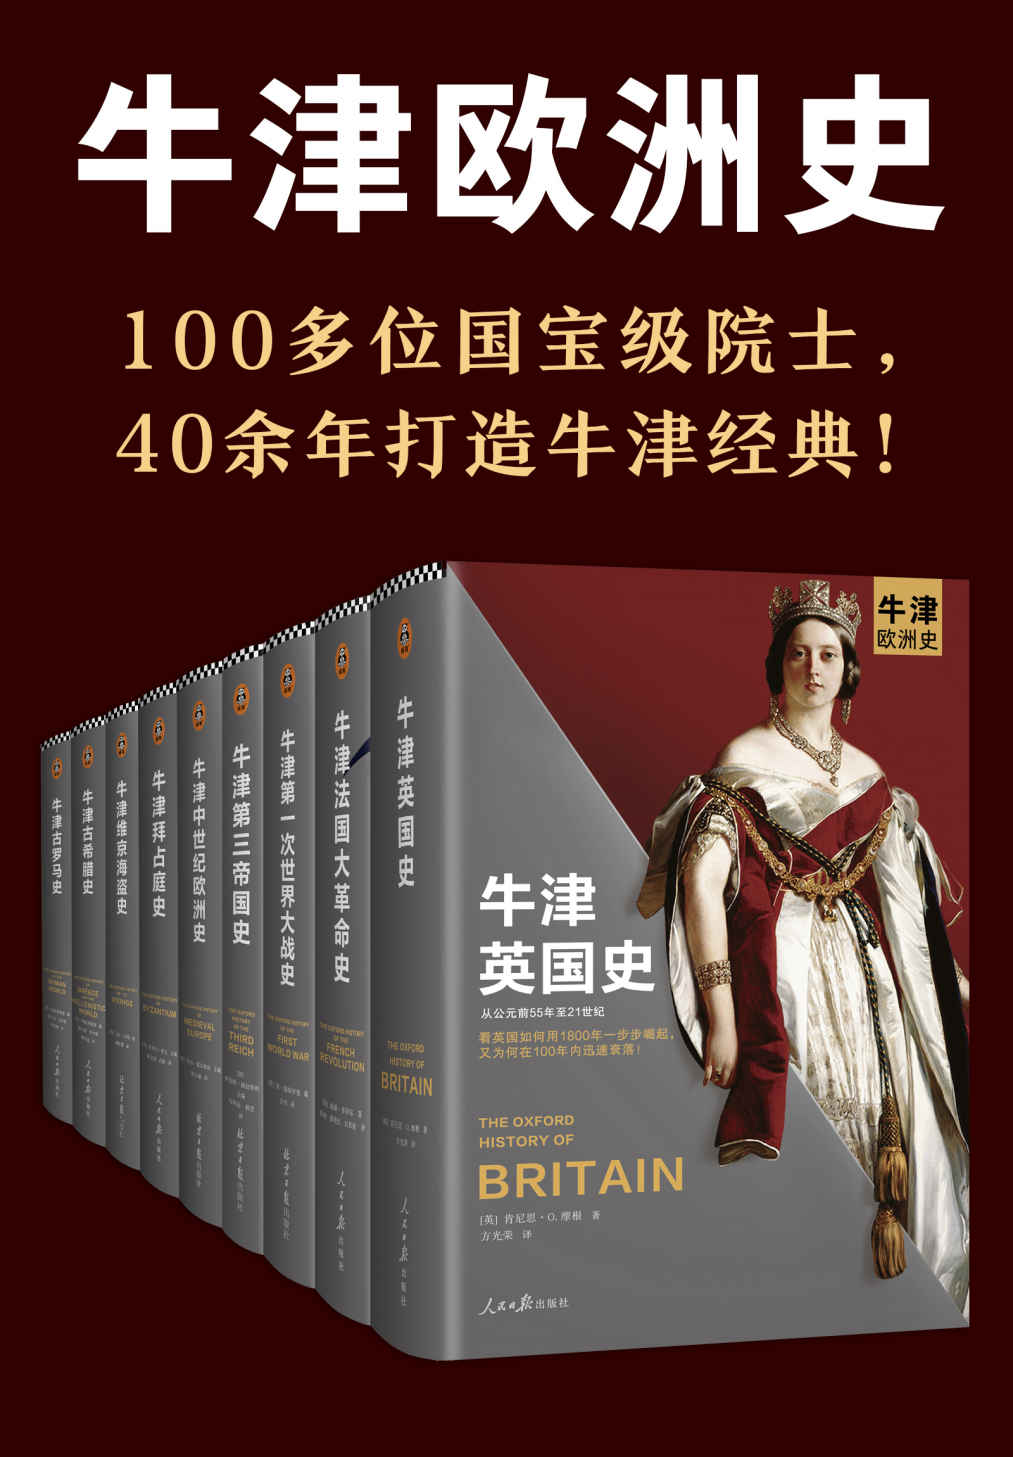 牛津欧洲史
100多位国宝级院士，
40余年打造牛津经典！
牛津古罗马史
牛津古希腊史
牛津维京海盗史
牛津拜占庭史
牛津中世纪欧洲史
牛津第三帝国史
牛津第一次世界大战史
牛津法国大革命史
牛津英国史
THE OXFORD HISTORY OF THE THIRD REICH
THE OXFORD HISTORY OF THE FIRST WORLD WAR
THE OXFORD HISTORY OF THE FRENCH REVOLUTION
THE OXFORD
HISTORY OF
BRITAIN
人民日报出版社
牛津
欧洲史
牛津
英国史
从公元前55年至21世纪
看英国如何用1800年一步步崛起，
又为何在100年内迅速衰落！
THE OXFORD
HISTORY OF
BRITAIN
[英] 肯尼思·O.摩根 著
方光荣 译
人民日报出版社